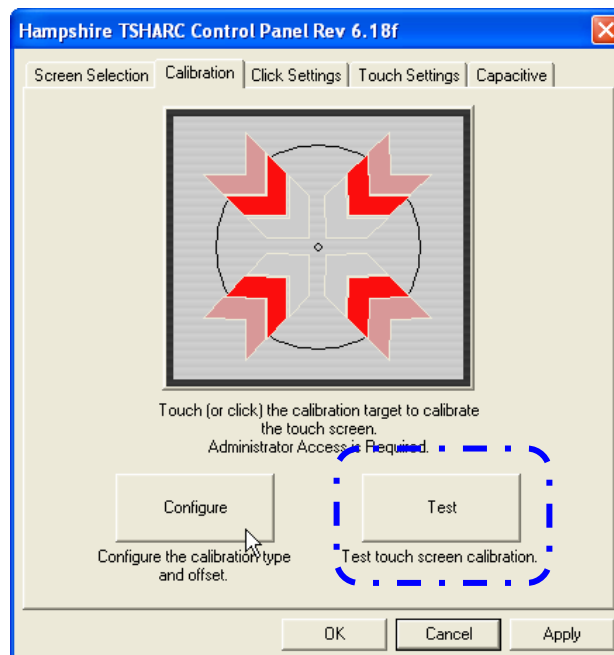 Hampshire TSHARC Control Panel Rev 6.18f
Screen Selection Calibration Click Settings Touch Settings Capacitive
Touch (or click) the calibration target to calibrate
the touch screen.
Administrator Access is Required.
Configure Test
Configure the calibration type Test touch screen calibration.
and offset.
OK Cancel Apply